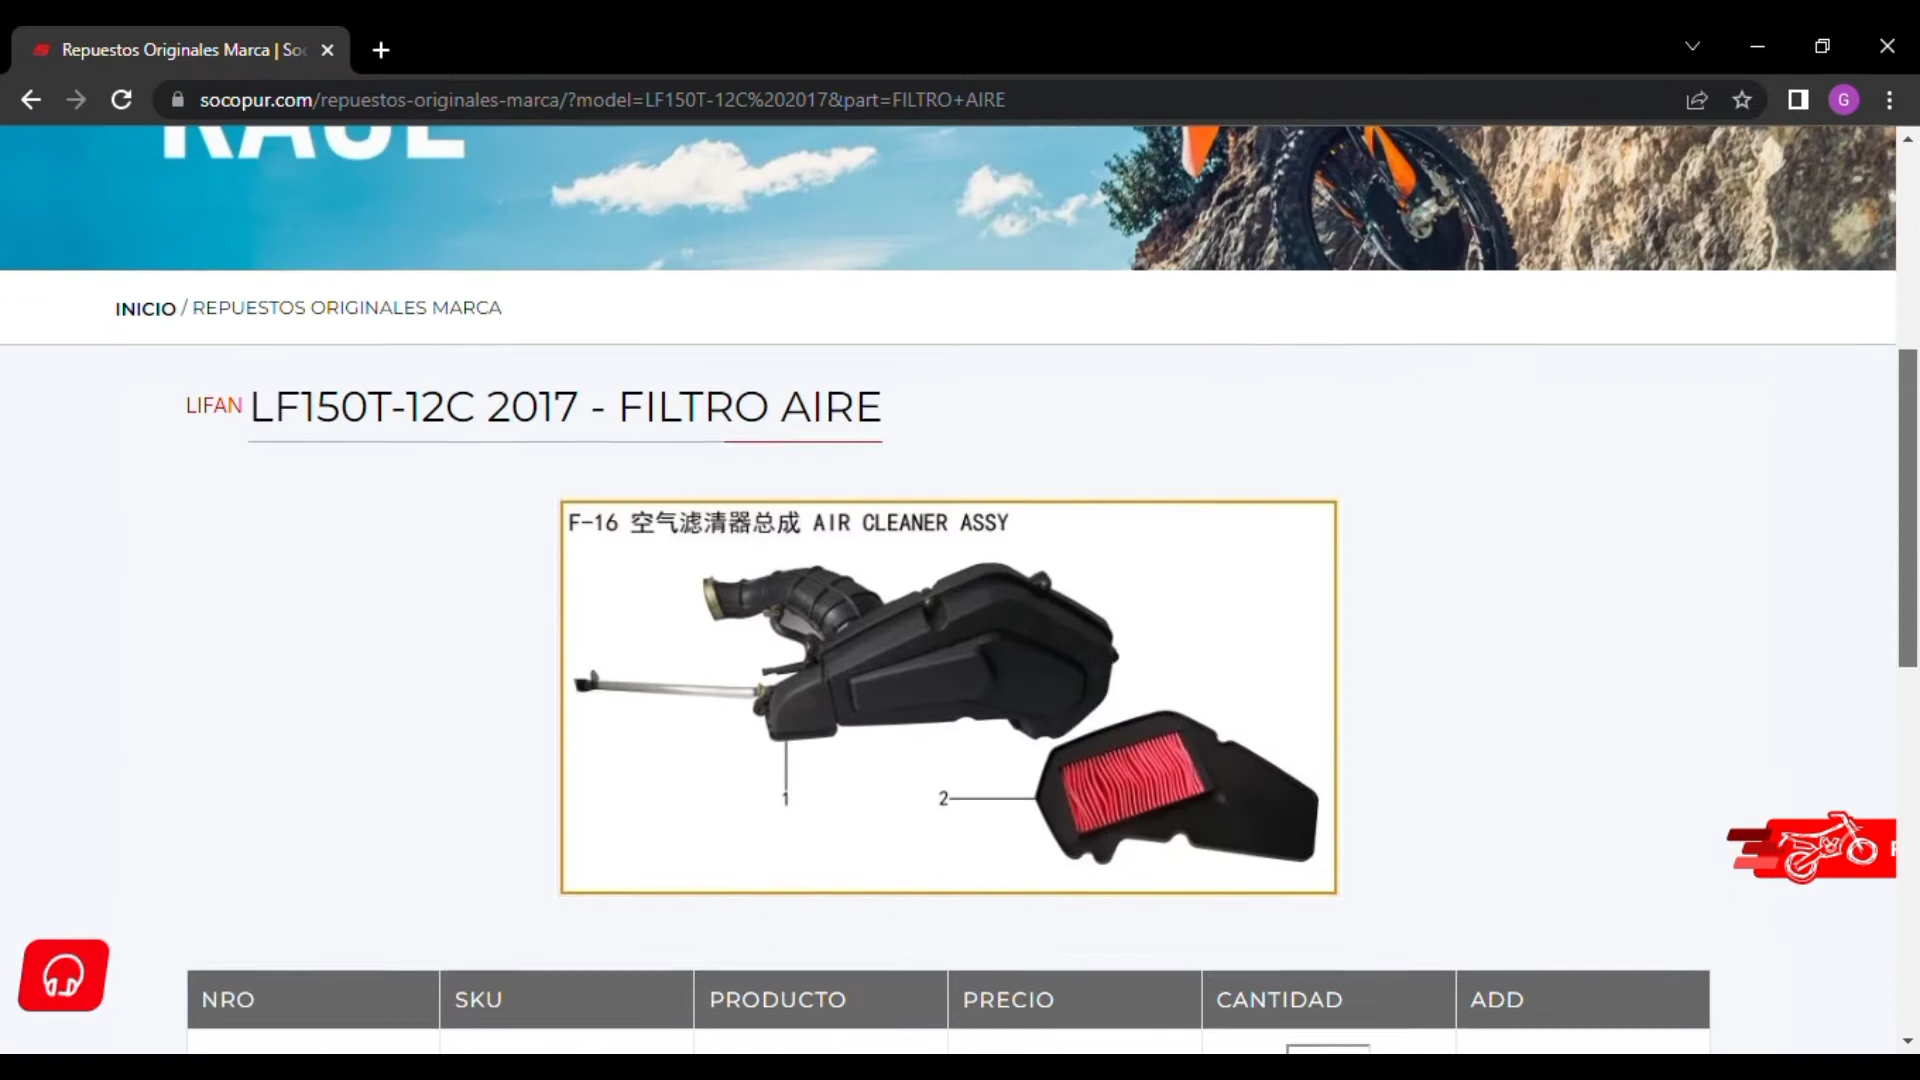 Repuestos Originales Marca | Soc
socopur.com/repuestos-originales-marca/?model=LF150T-12C%202017&part=FILTRO+AIRE
G
INICIO / REPUESTOS ORIGINALES MARCA
LIFAN LF150T-12C 2017 - FILTRO AIRE
F-16 空气滤清器总成 AIR CLEANER ASSY
1
2
NRO SKU PRODUCTO PRECIO CANTIDAD ADD